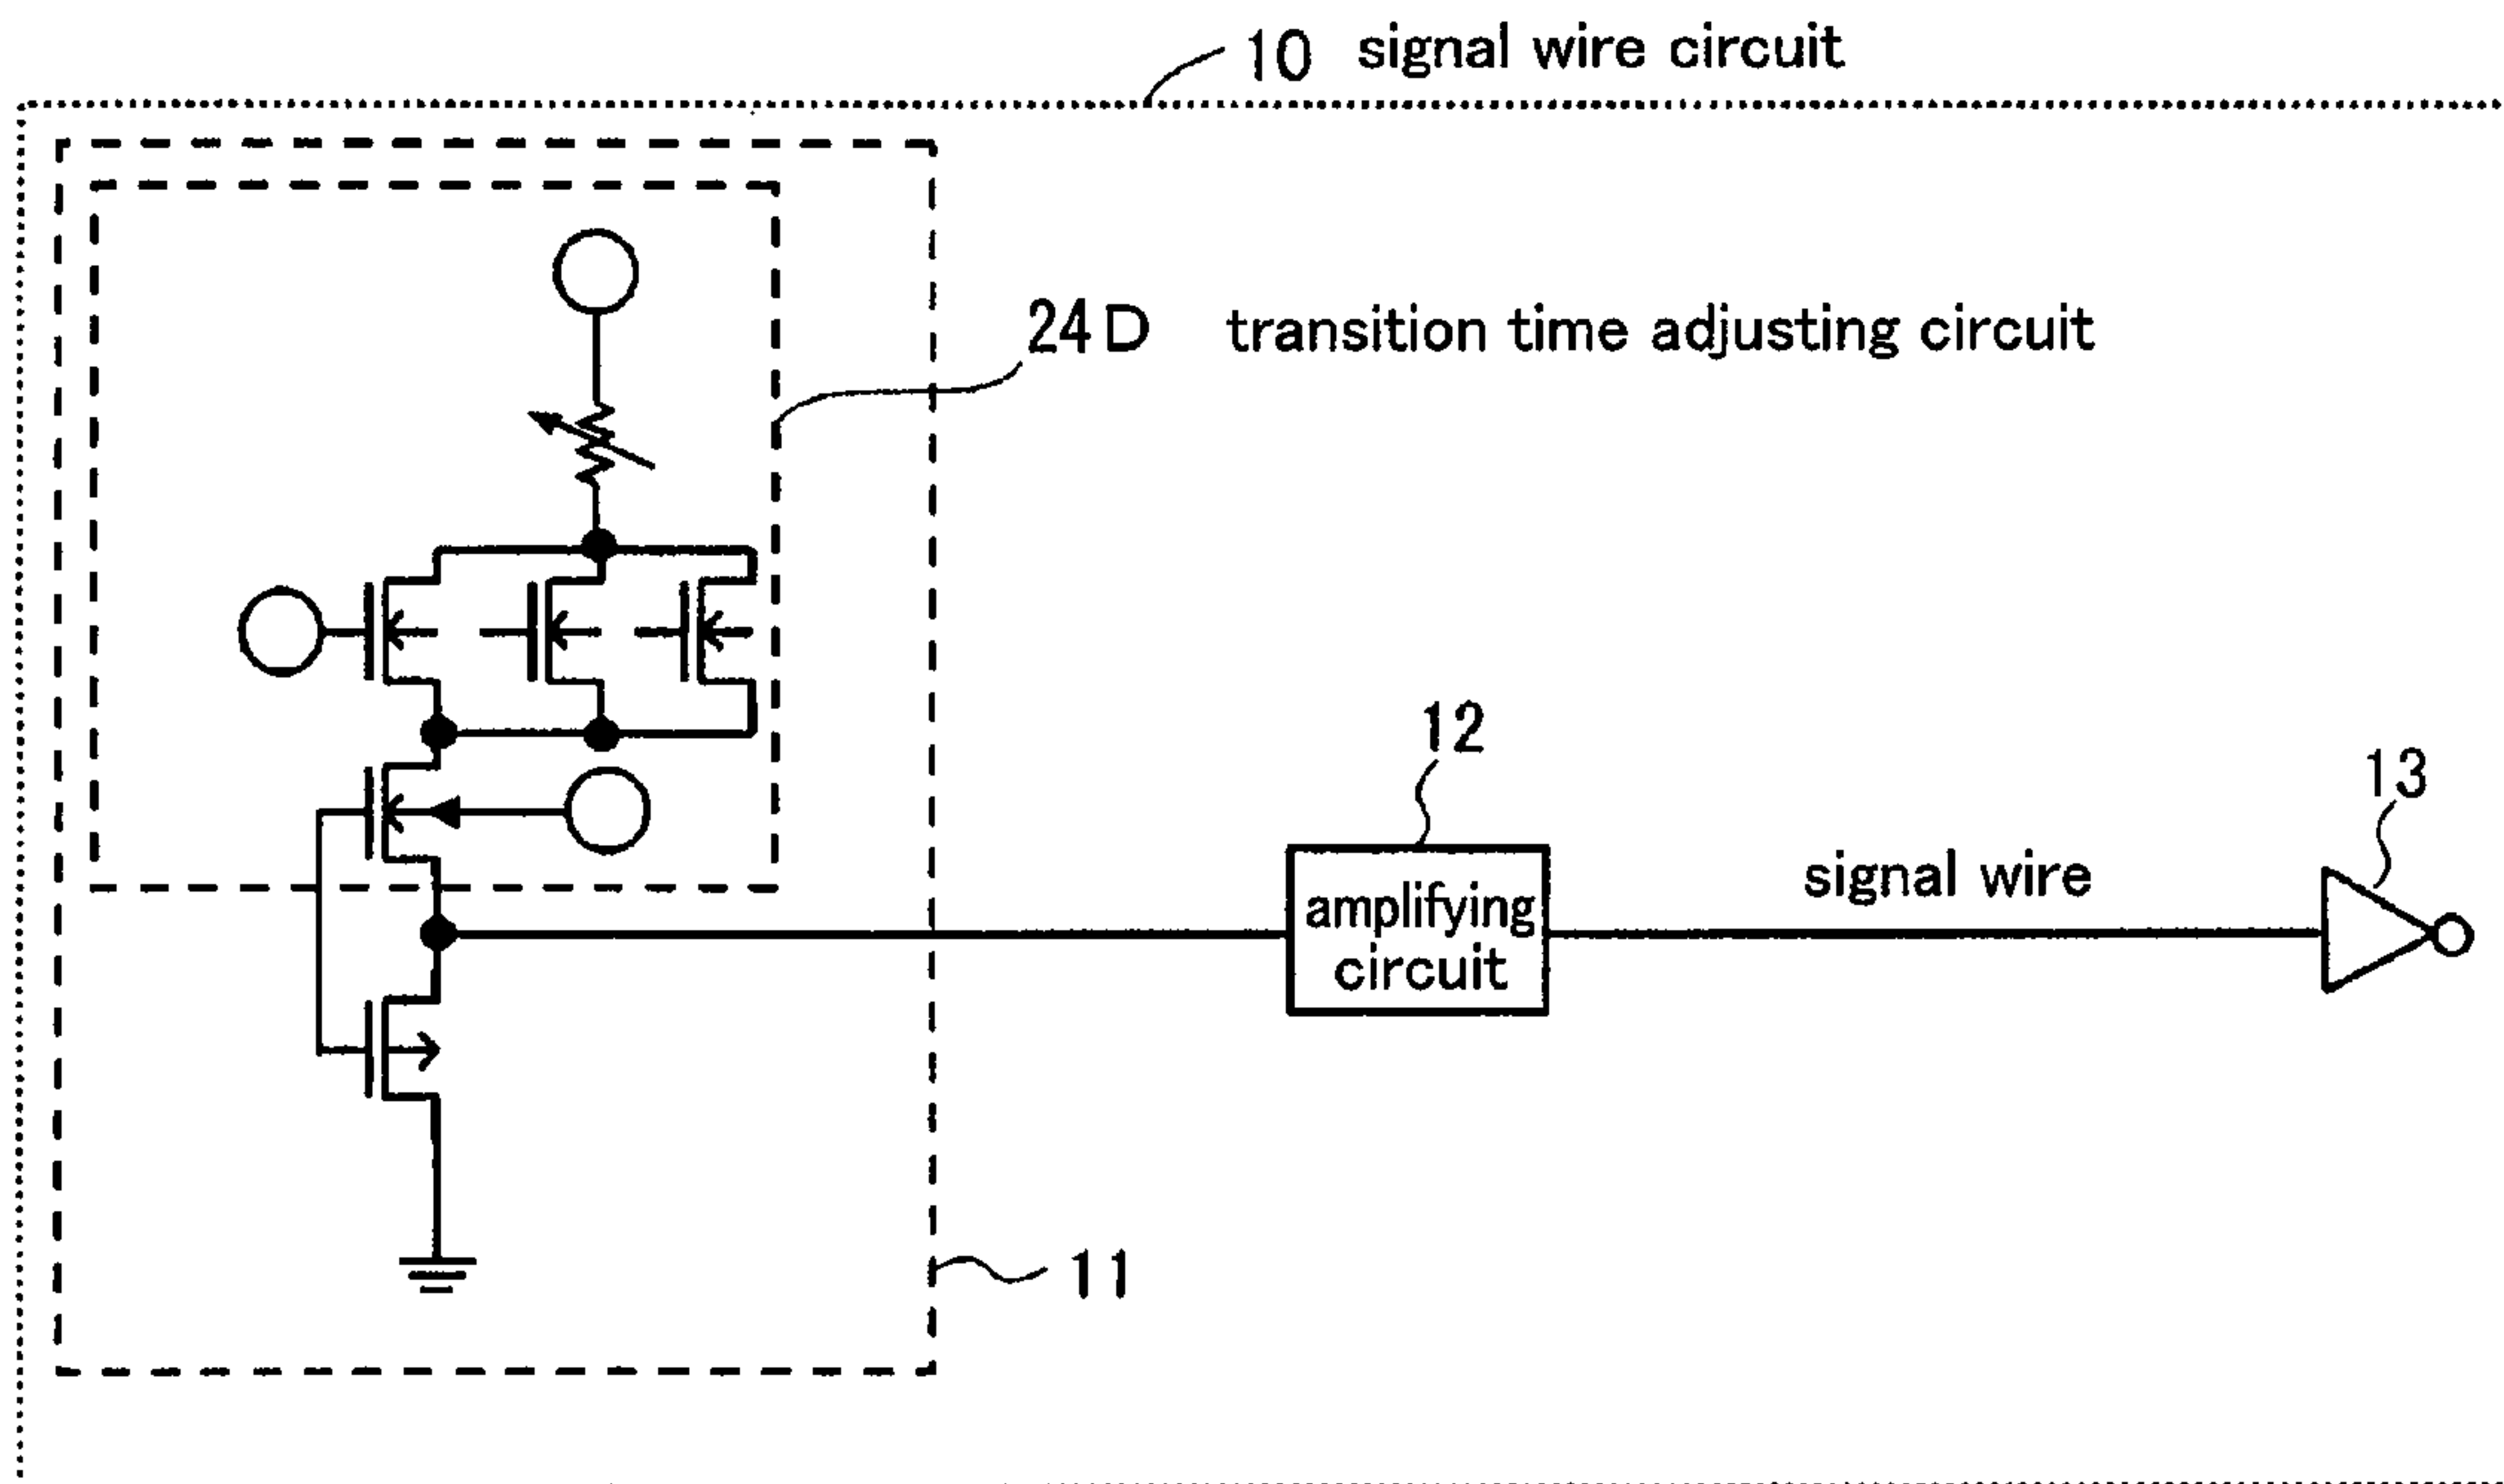 10 signal wire circuit
24D transition time adjusting circuit
12
13
amplifying
circuit
signal wire
11